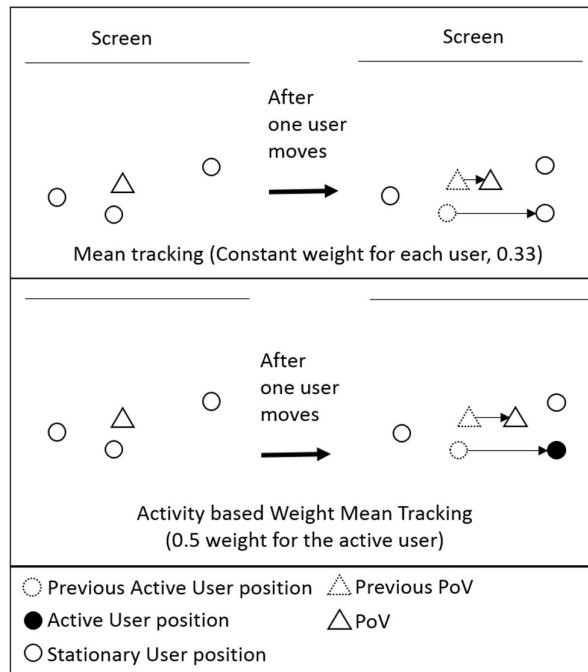 Screen
Screen
After
one user
moves
Mean tracking (Constant weight for each user, 0.33)
After
one user
moves
Activity based Weight Mean Tracking
(0.5 weight for the active user)
Previous Active User position
Previous PoV
Active User position
PoV
Stationary User position